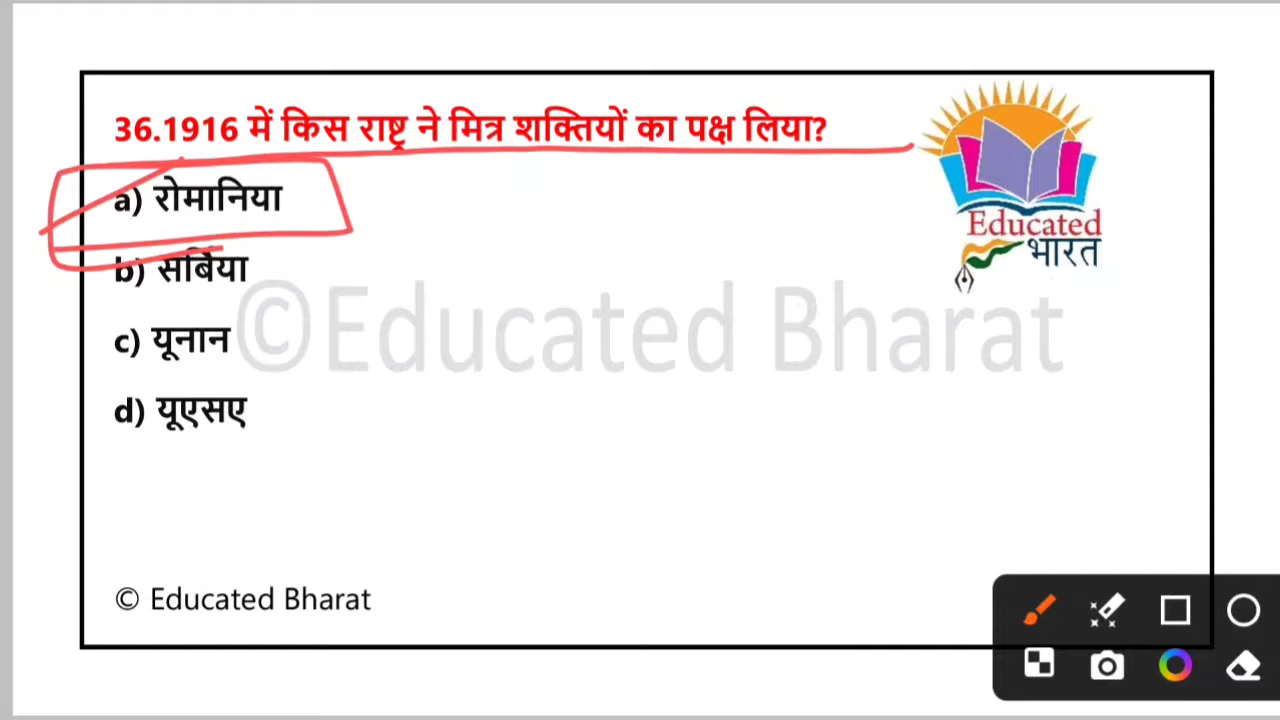 36.1916 में किस राष्ट्र ने मित्र शक्तियों का पक्ष लिया?
a) रोमानिया
b) सर्बिया
c) यूनान
d) यूएसए
Educated
भारत
©Educated Bharat
© Educated Bharat